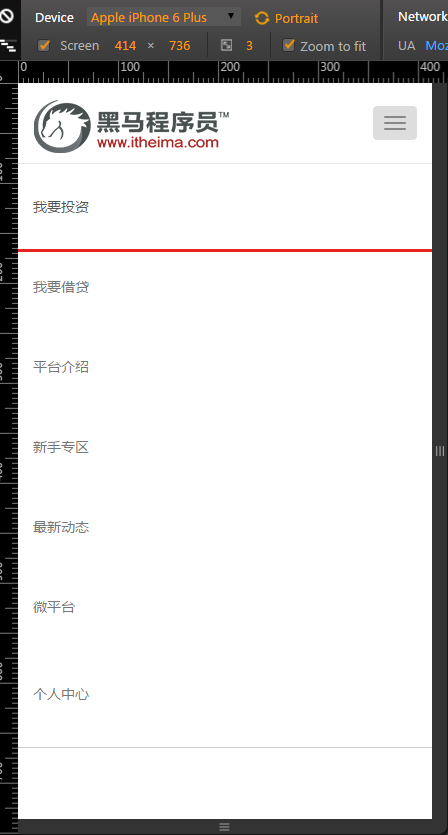 Device Apple iPhone 6 Plus ▼ Portrait Network
Screen 414 × 736 3 Zoom to fit UA Moz
0 100 200 300 400
黑马程序员™
www.itheima.com
我要投资
我要借贷
平台介绍
新手专区
最新动态
微平台
个人中心